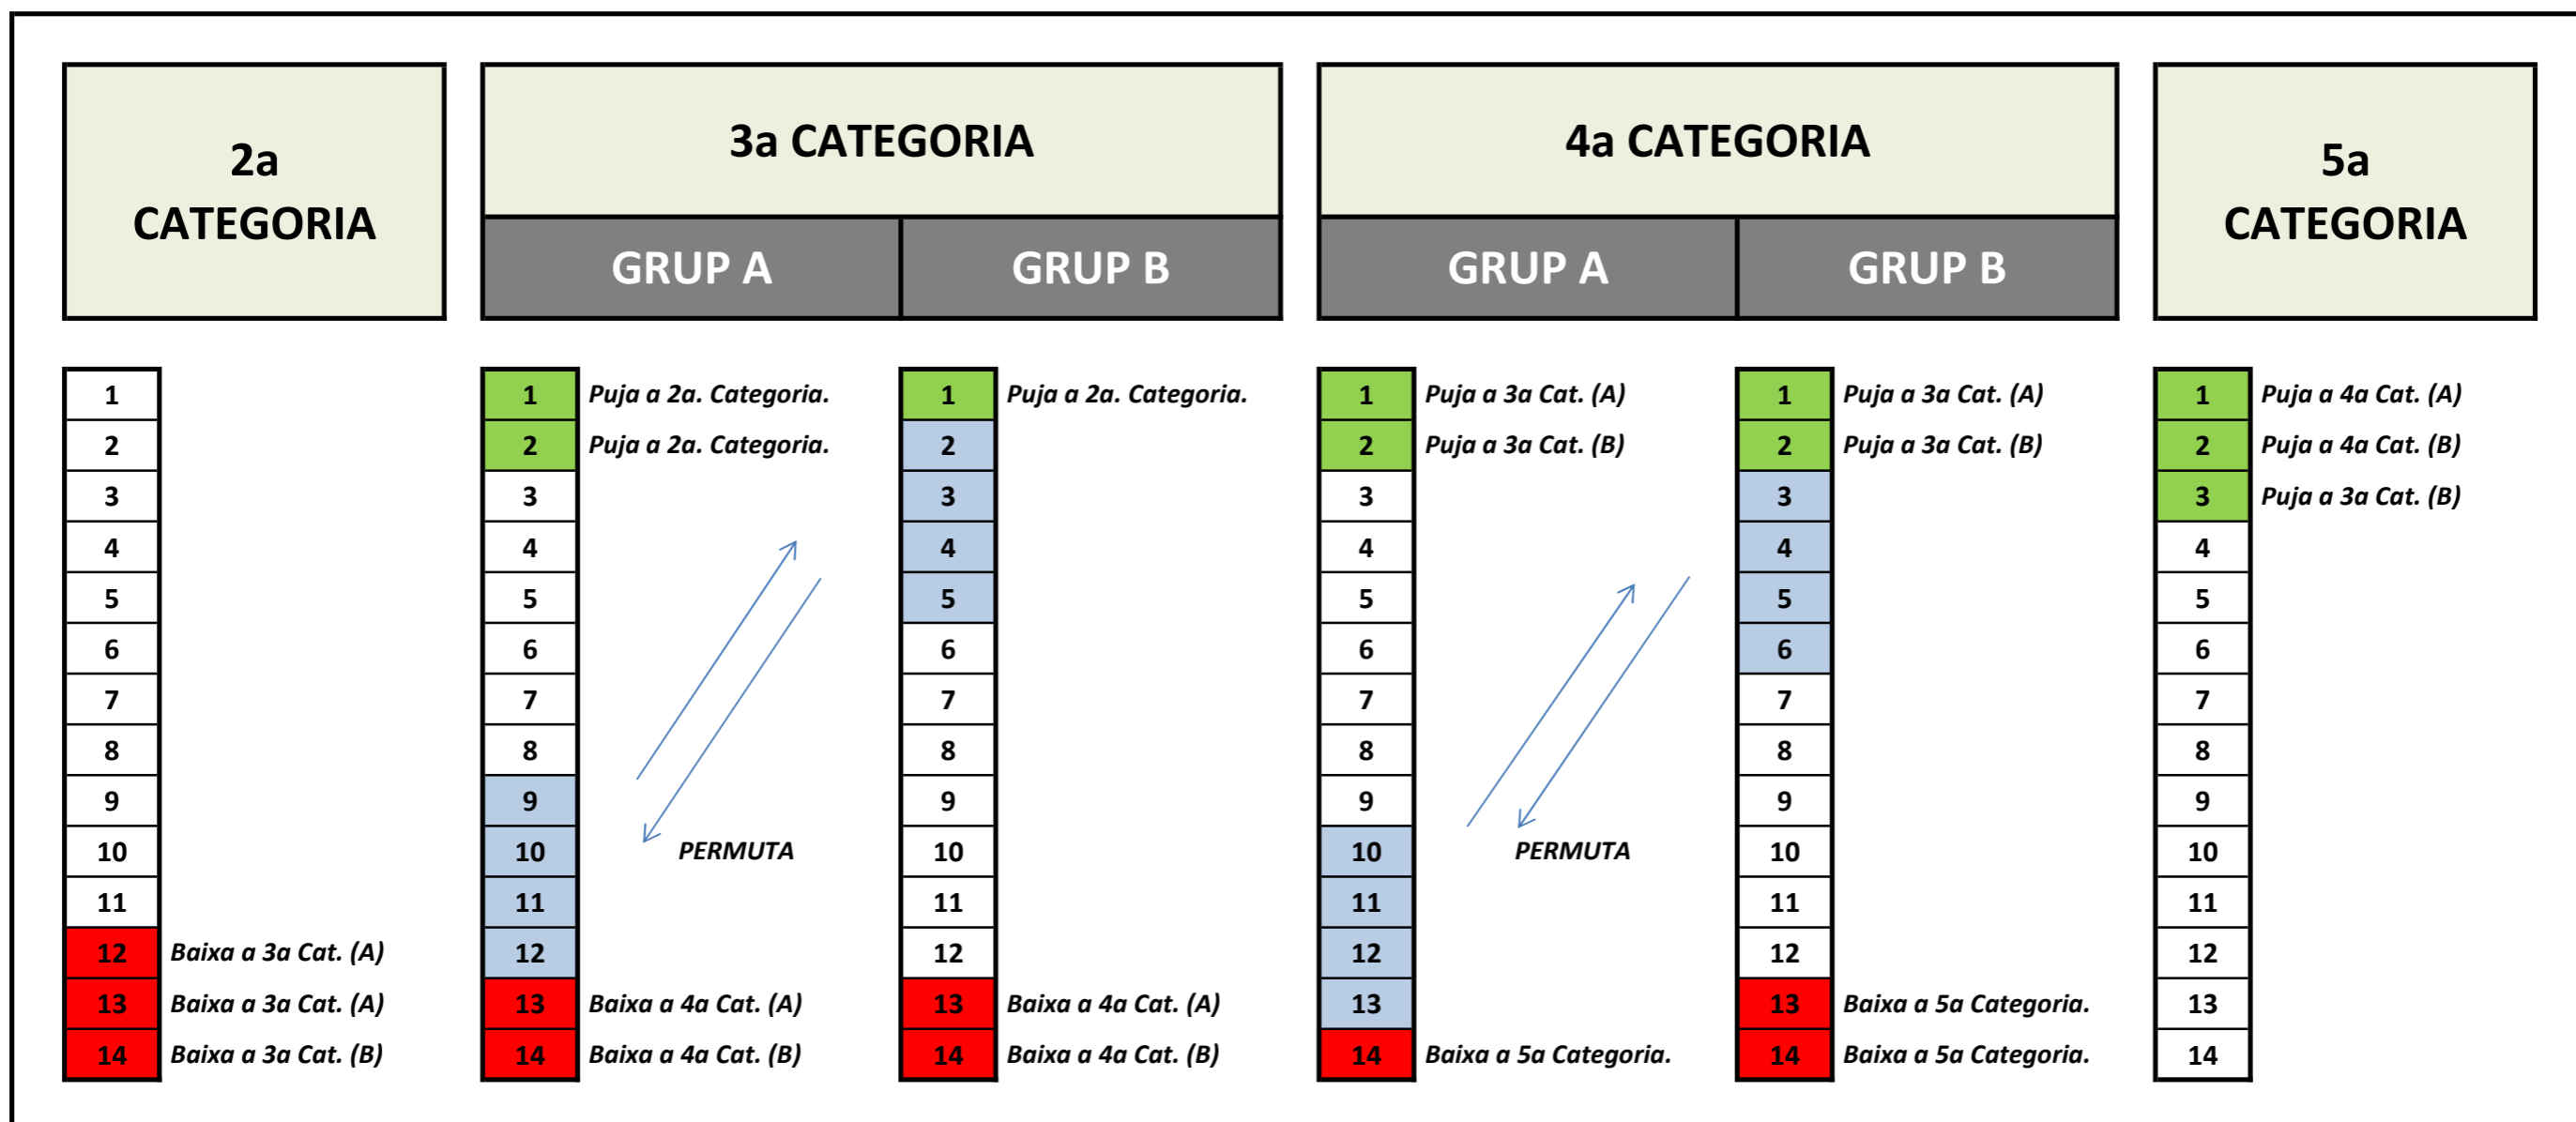 2a
CATEGORIA
3a CATEGORIA
GRUP A
GRUP B
4a CATEGORIA
GRUP A
GRUP B
5a
CATEGORIA
1
2
3
4
5
6
7
8
9
10
11
12 Baixa a 3a Cat. (A)
13 Baixa a 3a Cat. (A)
14 Baixa a 3a Cat. (B)
1 Puja a 2a. Categoria.
2 Puja a 2a. Categoria.
3
4
5
6
7
8
9
10
11
12
13 Baixa a 4a Cat. (A)
14 Baixa a 4a Cat. (B)
PERMUTA
1 Puja a 2a. Categoria.
2
3
4
5
6
7
8
9
10
11
12
13 Baixa a 4a Cat. (A)
14 Baixa a 4a Cat. (B)
1 Puja a 3a Cat. (A)
2 Puja a 3a Cat. (B)
3
4
5
6
7
8
9
10
11
12
13
14 Baixa a 5a Categoria.
PERMUTA
1 Puja a 3a Cat. (A)
2 Puja a 3a Cat. (B)
3
4
5
6
7
8
9
10
11
12
13 Baixa a 5a Categoria.
14 Baixa a 5a Categoria.
1 Puja a 4a Cat. (A)
2 Puja a 4a Cat. (B)
3 Puja a 3a Cat. (B)
4
5
6
7
8
9
10
11
12
13
14